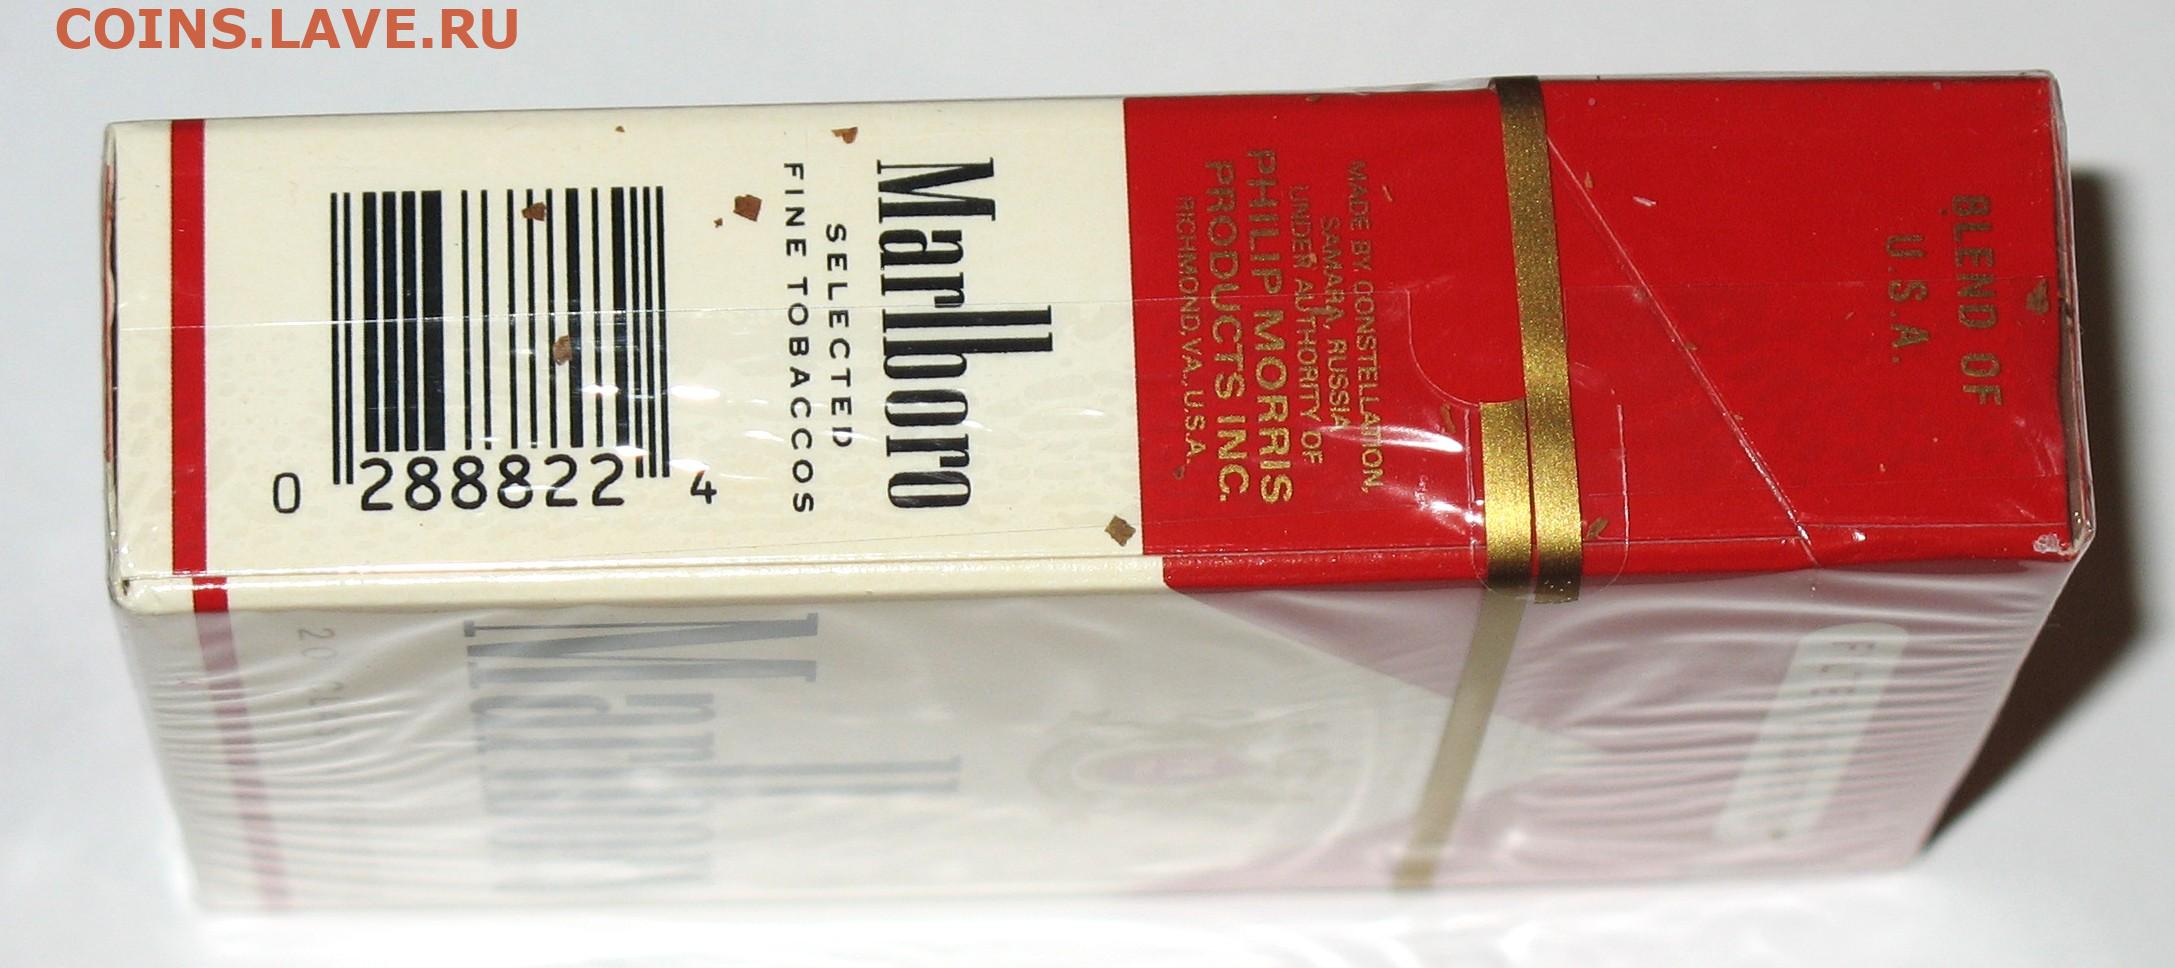 COINS.LAVE.RU
BLEND OF
U.S.A.
MADE BY CONSTELLATION,
SAMARA, RUSSIA
UNDER AUTHORITY OF
PHILIP MORRIS
PRODUCTS INC.
RICHMOND, VA., U.S.A.
Marlboro
SELECTED
FINE TOBACCOS
0 288822 4
Marlboro